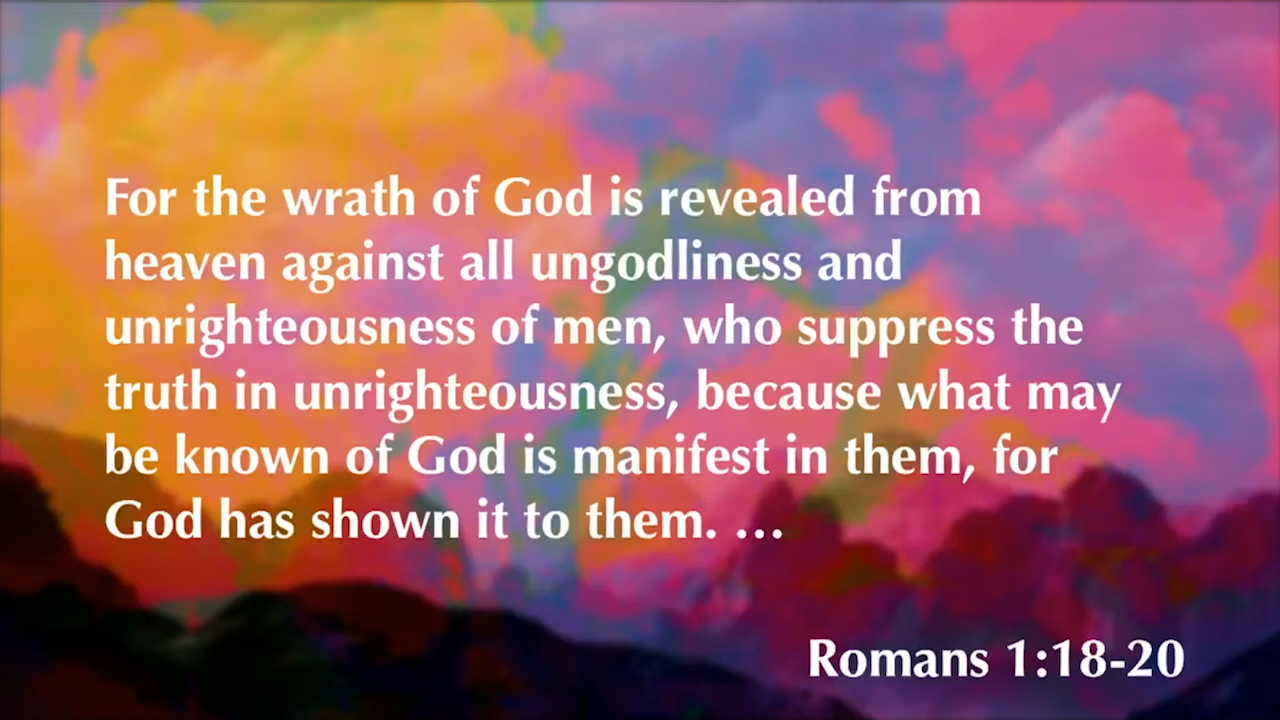 For the wrath of God is revealed from
heaven against all ungodliness and
unrighteousness of men, who suppress the
truth in unrighteousness, because what may
be known of God is manifest in them, for
God has shown it to them. ...
Romans 1:18-20